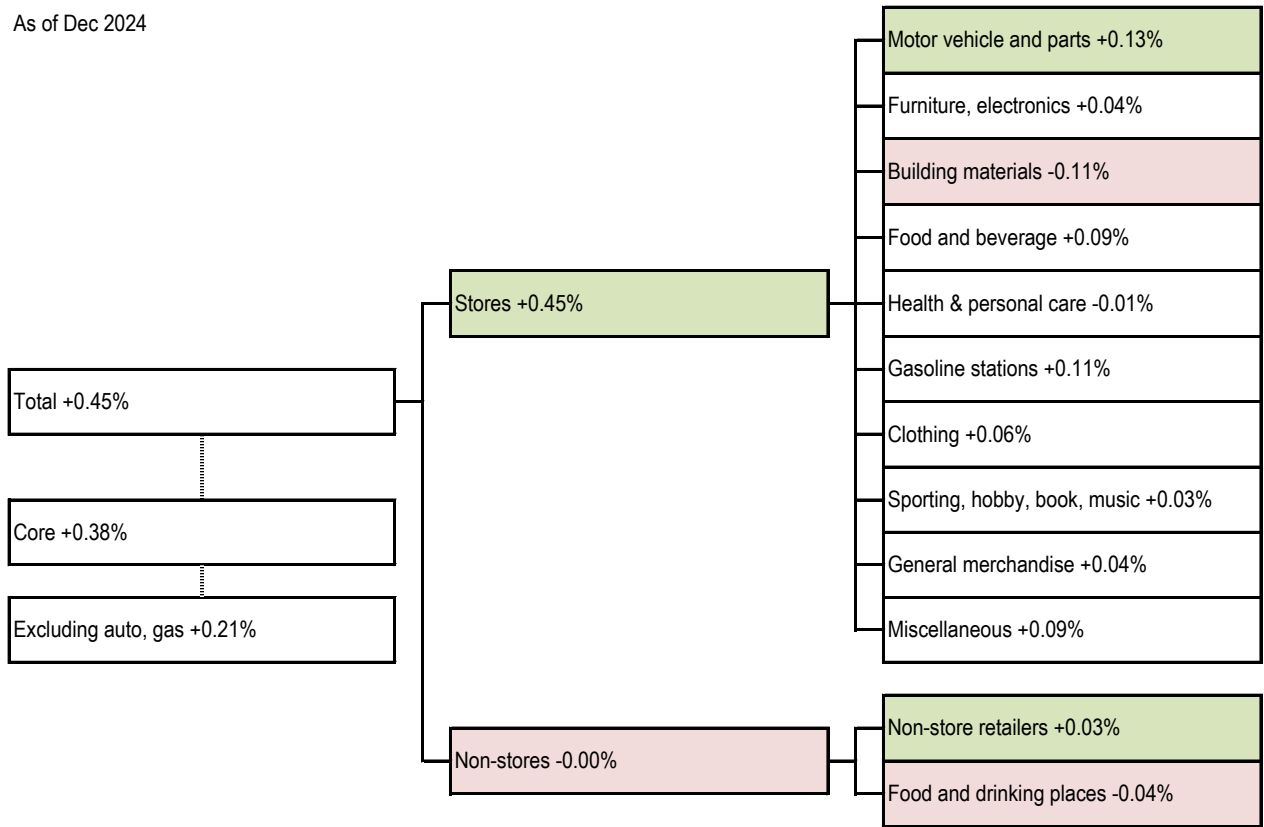 As of Dec 2024
Total +0.45%
Core +0.38%
Excluding auto, gas +0.21%
Stores +0.45%
Non-stores -0.00%
Motor vehicle and parts +0.13%
Furniture, electronics +0.04%
Building materials -0.11%
Food and beverage +0.09%
Health & personal care -0.01%
Gasoline stations +0.11%
Clothing +0.06%
Sporting, hobby, book, music +0.03%
General merchandise +0.04%
Miscellaneous +0.09%
Non-store retailers +0.03%
Food and drinking places -0.04%